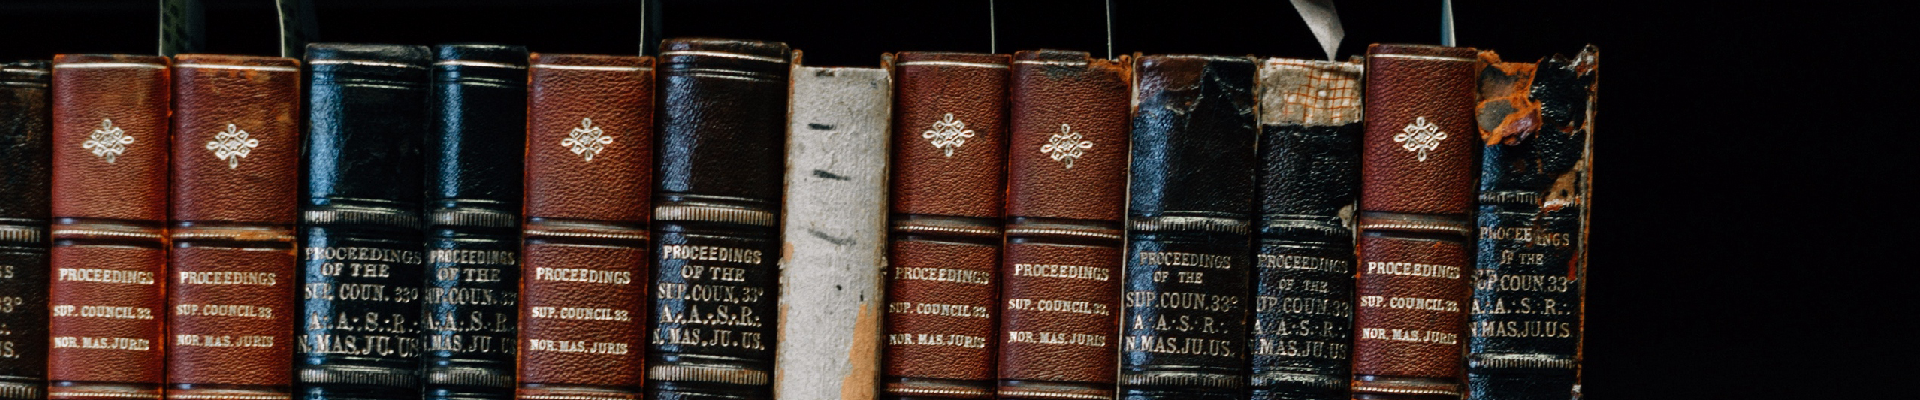 S
33°
S.
PROCEEDINGS
SUP. COUNCIL 33.
NOR. MAS. JURIS
PROCEEDINGS
SUP. COUNCIL 33.
NOR. MAS. JURIS
PROCEEDINGS
OF THE
SUP. COUN. 33°
A.·.A.·.S.·.R.·.
N. MAS. JU. US
PROCEEDINGS
OF THE
UP. COUN. 33
A.·.A.·.S.·.R.
MAS. JU. US
PROCEEDINGS
SUP. COUNCIL 33.
NOR. MAS. JURIS
PROCEEDINGS
OF THE
SUP. COUN. 33°
A.·.A.·.S.·.R.·.
N. MAS. JU. US.
PROCEEDINGS
SUP. COUNCIL 33.
NOR. MAS. JURIS
PROCEEDINGS
SUP. COUNCIL 33.
NOR. MAS. JURIS
PROCEEDINGS
OF THE
SUP. COUN. 33°
A A.·.S.·.R.·.
N MAS. JU. US.
PROCEEDINGS
OF THE
UP. COUN. 33
A.·.S.·.R.
MAS. JU. US
PROCEEDINGS
SUP. COUNCIL 33.
NOR. MAS. JURIS
PROCEEDINGS
OF THE
UP. COUN. 33°
A.·.A.·.S.·.R.·.
N. MAS. JU. U.S.